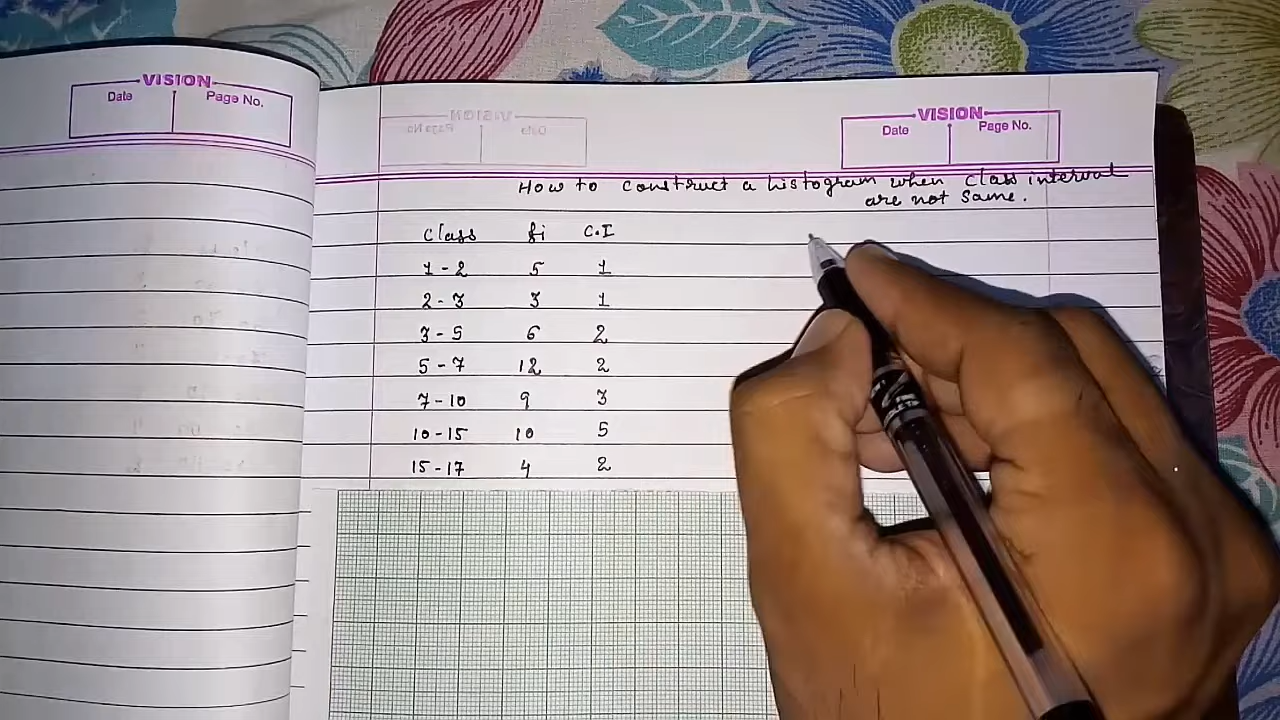 VISION
Date Page No.
VISION
Date Page No.
How to construct a histogram when class interval
are not same.
Class fi C.I
1-2 5 1
2-3 3 1
3-5 6 2
5-7 12 2
7-10 9 3
10-15 10 5
15-17 4 2